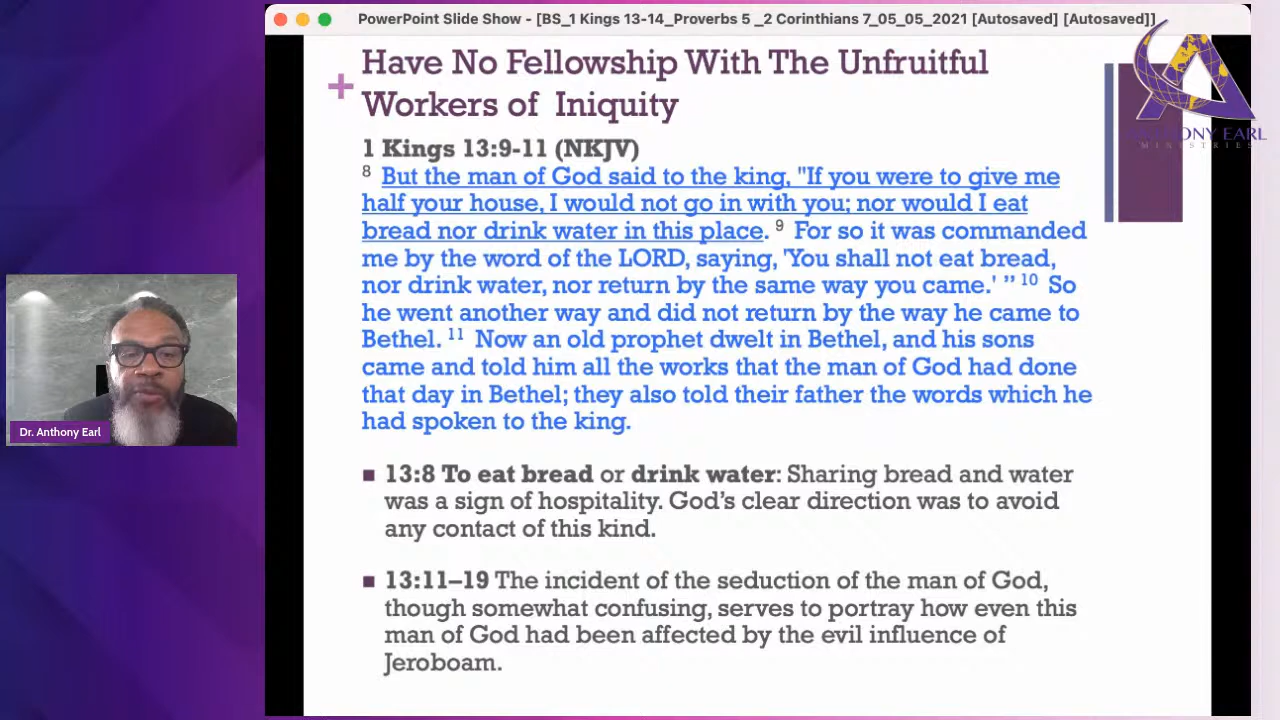 PowerPoint Slide Show - [BS_1 Kings 13-14_Proverbs 5 _2 Corinthians 7_05_05_2021 [Autosaved] [Autosaved]]
Have No Fellowship With The Unfruitful
+
Workers of Iniquity
1 Kings 13:9-11 (NKJV)
8 But the man of God said to the king, "If you were to give me
half your house, I would not go in with you; nor would I eat
bread nor drink water in this place. 9 For so it was commanded
me by the word of the LORD, saying, 'You shall not eat bread,
nor drink water, nor return by the same way you came.' ” 10 So
he went another way and did not return by the way he came to
Bethel. 11 Now an old prophet dwelt in Bethel, and his sons
came and told him all the works that the man of God had done
that day in Bethel; they also told their father the words which he
had spoken to the king.
■ 13:8 To eat bread or drink water: Sharing bread and water
was a sign of hospitality. God’s clear direction was to avoid
any contact of this kind.
■ 13:11–19 The incident of the seduction of the man of God,
though somewhat confusing, serves to portray how even this
man of God had been affected by the evil influence of
Jeroboam.
ANTHONY EARL
MINISTRIES
Dr. Anthony Earl